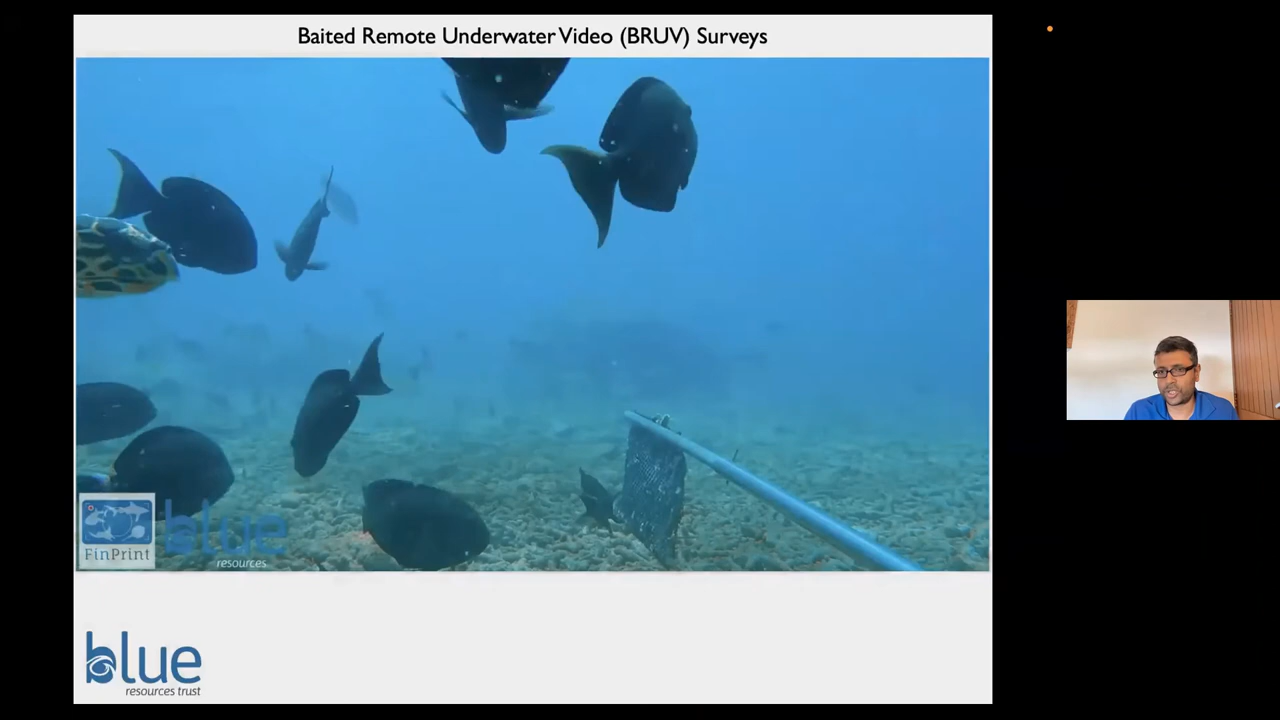 Baited Remote Underwater Video (BRUV) Surveys
FinPrint
blue
resources
blue
resources trust